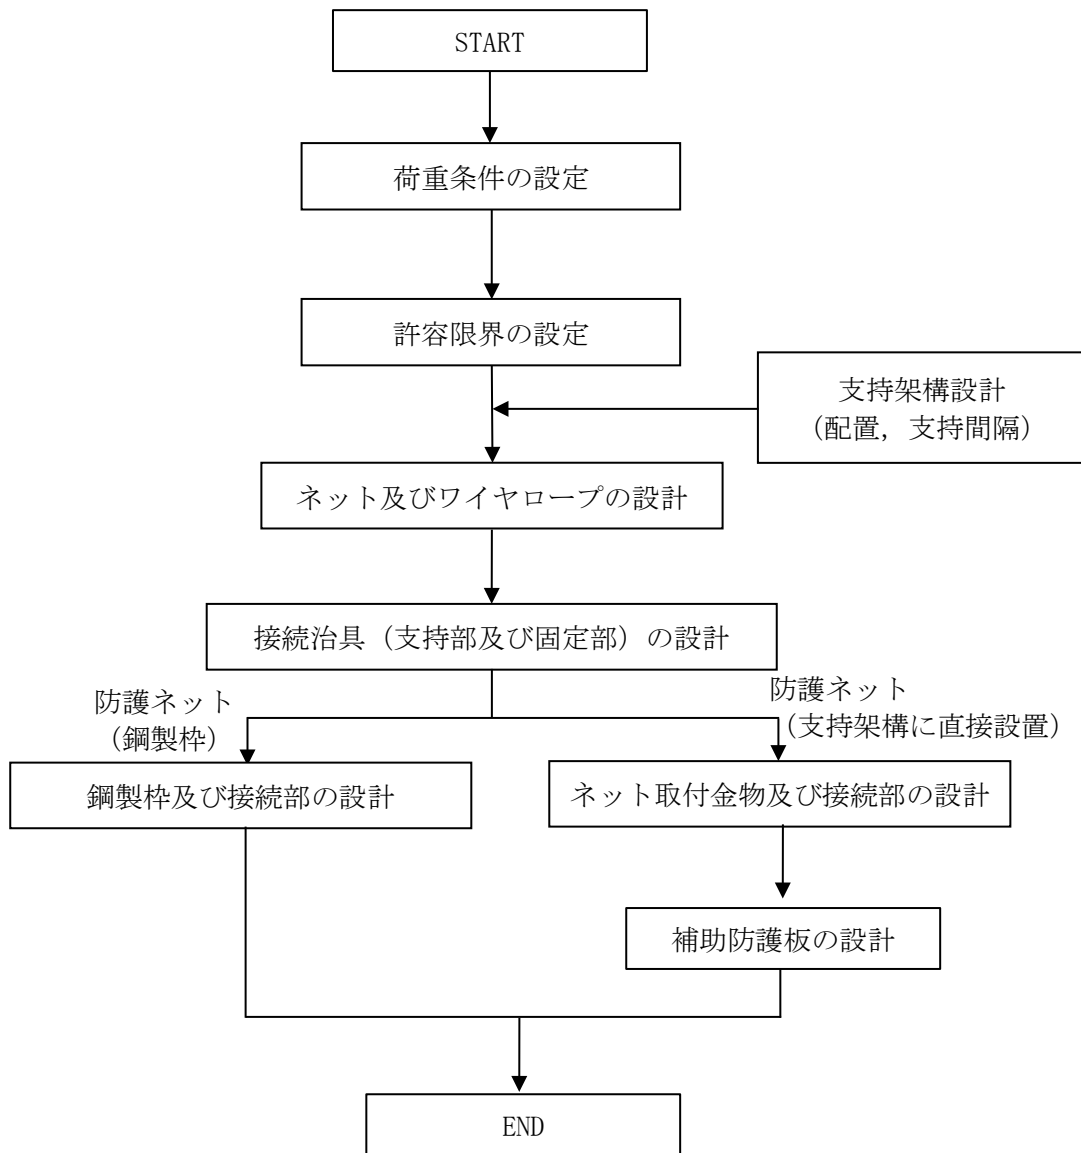 START
荷重条件の設定
許容限界の設定
支持架構設計
(配置，支持間隔)
ネット及びワイヤロープの設計
接続治具（支持部及び固定部）の設計
防護ネット
（鋼製枠）
防護ネット
（支持架構に直接設置）
鋼製枠及び接続部の設計
ネット取付金物及び接続部の設計
補助防護板の設計
END